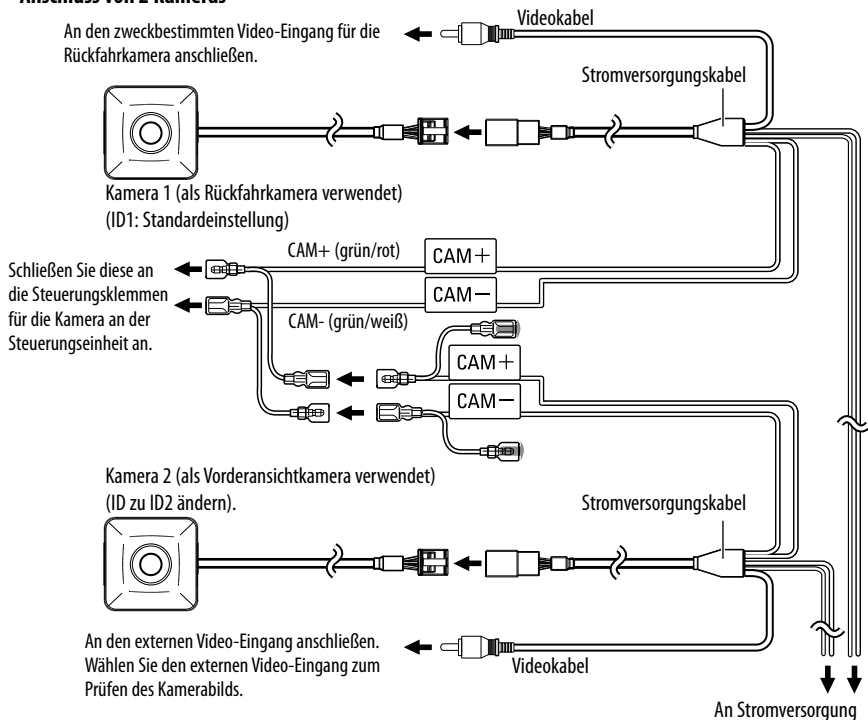 Anschluss von 2 Kameras
Videokabel
An den zweckbestimmten Video-Eingang für die
Rückfahrkamera anschließen.
Stromversorgungskabel
Kamera 1 (als Rückfahrkamera verwendet)
(ID1: Standardeinstellung)
CAM+ (grün/rot)
CAM+
Schließen Sie diese an
die Steuerungsklemmen
für die Kamera an der
Steuerungseinheit an.
CAM−
CAM- (grün/weiß)
CAM+
CAM−
Kamera 2 (als Vorderansichtkamera verwendet)
(ID zu ID2 ändern).
Stromversorgungskabel
An den externen Video-Eingang anschließen.
Wählen Sie den externen Video-Eingang zum
Prüfen des Kamerabilds.
Videokabel
An Stromversorgung